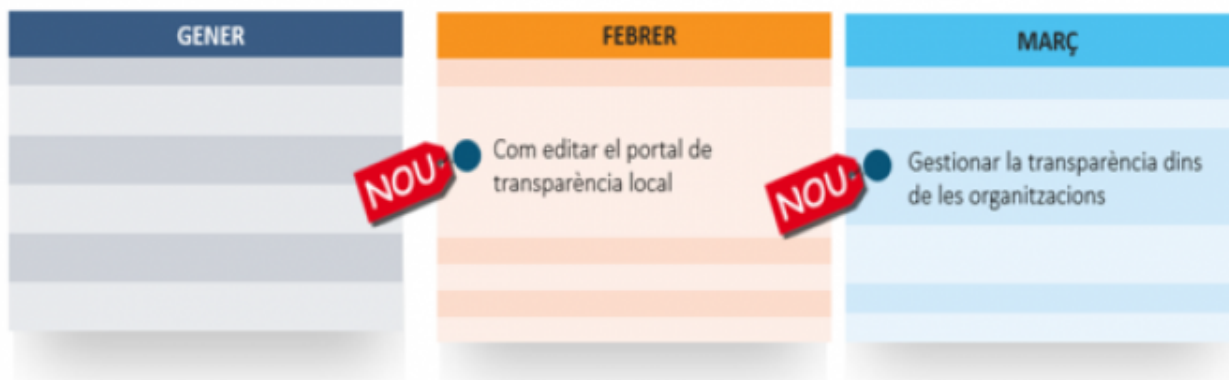 GENER
FEBRER
MARÇ
NOU
Com editar el portal de
transparència local
NOU
Gestionar la transparència dins
de les organitzacions